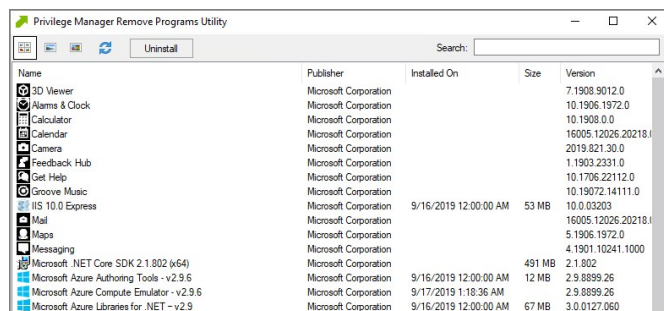 Privilege Manager Remove Programs Utility
Uninstall Search:
Name Publisher Installed On Size Version
3D Viewer Microsoft Corporation 7.1908.9012.0
Alarms & Clock Microsoft Corporation 10.1906.1972.0
Calculator Microsoft Corporation 10.1908.0.0
Calendar Microsoft Corporation 16005.12026.20218.
Camera Microsoft Corporation 2019.821.30.0
Feedback Hub Microsoft Corporation 1.1903.2331.0
Get Help Microsoft Corporation 10.1706.22112.0
Groove Music Microsoft Corporation 10.19072.14111.0
IIS 10.0 Express Microsoft Corporation 9/16/2019 12:00:00 AM 53 MB 10.0.03203
Mail Microsoft Corporation 16005.12026.20218.
Maps Microsoft Corporation 5.1906.1972.0
Messaging Microsoft Corporation 4.1901.10241.1000
Microsoft .NET Core SDK 2.1.802 (x64) Microsoft Corporation 491 MB 2.1.802
Microsoft Azure Authoring Tools - v2.9.6 Microsoft Corporation 9/16/2019 12:00:00 AM 12 MB 2.9.8899.26
Microsoft Azure Compute Emulator - v2.9.6 Microsoft Corporation 9/17/2019 1:18:36 AM 2.9.8899.26
Microsoft Azure Libraries for .NET – v2.9 Microsoft Corporation 9/16/2019 12:00:00 AM 67 MB 3.0.0127.060